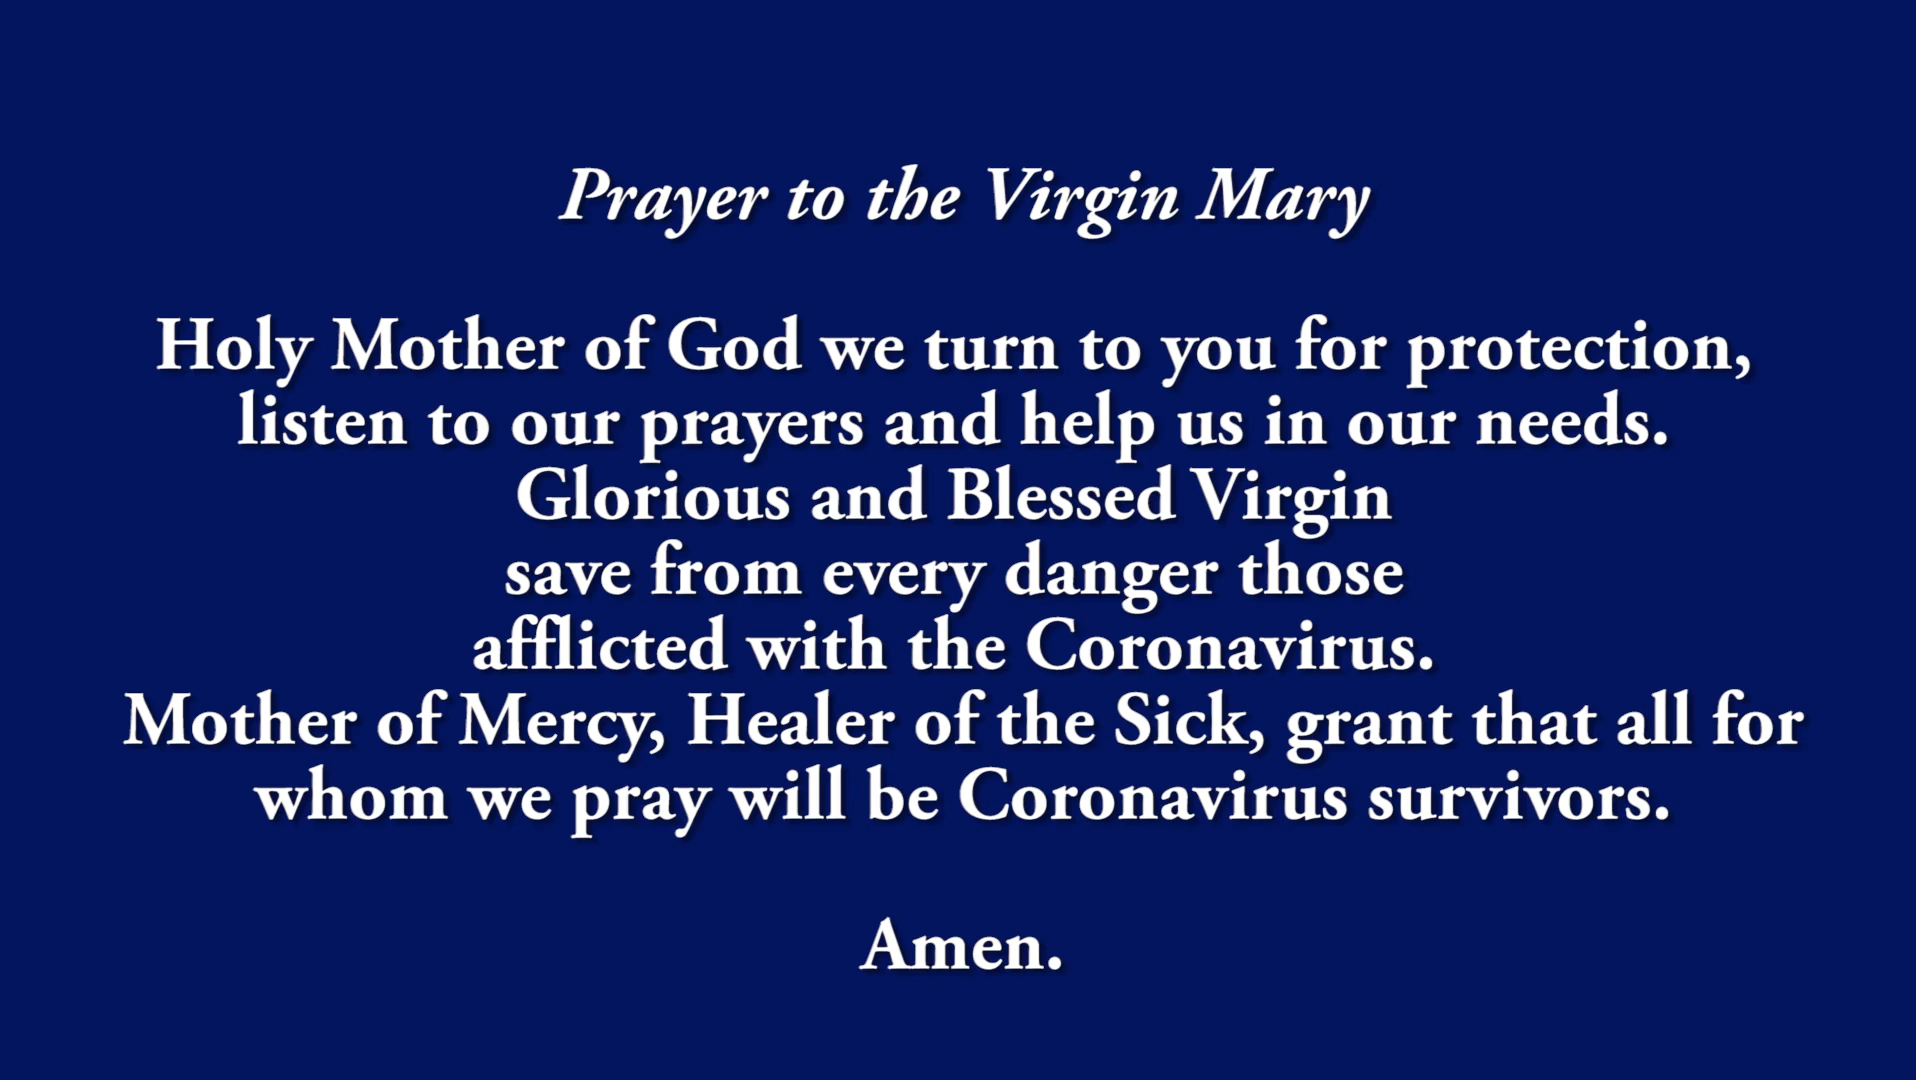 Prayer to the Virgin Mary
Holy Mother of God we turn to you for protection,
listen to our prayers and help us in our needs.
Glorious and Blessed Virgin
save from every danger those
afflicted with the Coronavirus.
Mother of Mercy, Healer of the Sick, grant that all for
whom we pray will be Coronavirus survivors.
Amen.